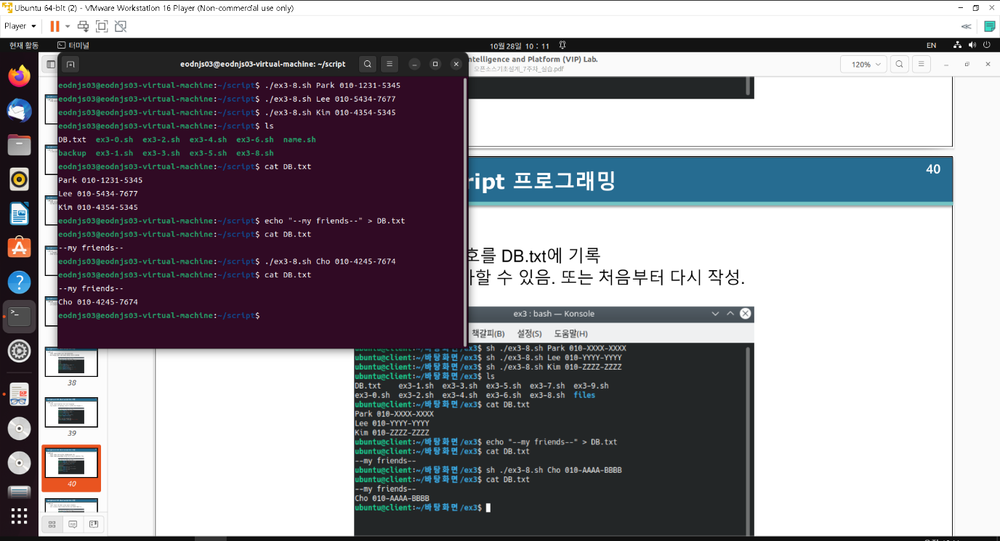 Ubuntu 64-bit (2) - VMware Workstation 16 Player (Non-commercial use only)
Player
현재 활동
터미널
10월 28일 10 : 11
EN
eodnjs03@eodnjs03-virtual-machine: ~/script
eodnjs03@eodnjs03-virtual-machine:~/script$ ./ex3-8.sh Park 010-1231-5345
eodnjs03@eodnjs03-virtual-machine:~/script$ ./ex3-8.sh Lee 010-5434-7677
eodnjs03@eodnjs03-virtual-machine:~/script$ ./ex3-8.sh Kim 010-4354-5345
eodnjs03@eodnjs03-virtual-machine:~/script$ ls
DB.txt ex3-0.sh ex3-2.sh ex3-4.sh ex3-6.sh name.sh
backup ex3-1.sh ex3-3.sh ex3-5.sh ex3-8.sh
eodnjs03@eodnjs03-virtual-machine:~/script$ cat DB.txt
Park 010-1231-5345
Lee 010-5434-7677
Kim 010-4354-5345
eodnjs03@eodnjs03-virtual-machine:~/script$ echo "--my friends--" > DB.txt
eodnjs03@eodnjs03-virtual-machine:~/script$ cat DB.txt
--my friends--
eodnjs03@eodnjs03-virtual-machine:~/script$ ./ex3-8.sh Cho 010-4245-7674
eodnjs03@eodnjs03-virtual-machine:~/script$ cat DB.txt
--my friends--
Cho 010-4245-7674
eodnjs03@eodnjs03-virtual-machine:~/script$
ntelligence and Platform (VIP) Lab.
오픈소스기초설계_7주차_실습.pdf
120%
ript 프로그래밍
40
호를 DB.txt에 기록
할 수 있음. 또는 처음부터 다시 작성.
ex3 : bash — Konsole
책갈피(B) 설정(S) 도움말(H)
ubuntu@client:~/바탕화면/ex3$ sh ./ex3-8.sh Park 010-XXXX-XXXX
ubuntu@client:~/바탕화면/ex3$ sh ./ex3-8.sh Lee 010-YYYY-YYYY
ubuntu@client:~/바탕화면/ex3$ sh ./ex3-8.sh Kim 010-ZZZZ-ZZZZ
ubuntu@client:~/바탕화면/ex3$ ls
DB.txt ex3-1.sh ex3-3.sh ex3-5.sh ex3-7.sh ex3-9.sh
ex3-0.sh ex3-2.sh ex3-4.sh ex3-6.sh ex3-8.sh files
ubuntu@client:~/바탕화면/ex3$ cat DB.txt
Park 010-XXXX-XXXX
Lee 010-YYYY-YYYY
Kim 010-ZZZZ-ZZZZ
ubuntu@client:~/바탕화면/ex3$ echo "--my friends--" > DB.txt
ubuntu@client:~/바탕화면/ex3$ cat DB.txt
--my friends--
ubuntu@client:~/바탕화면/ex3$ sh ./ex3-8.sh Cho 010-AAAA-BBBB
ubuntu@client:~/바탕화면/ex3$ cat DB.txt
--my friends--
Cho 010-AAAA-BBBB
ubuntu@client:~/바탕화면/ex3$
38
39
40